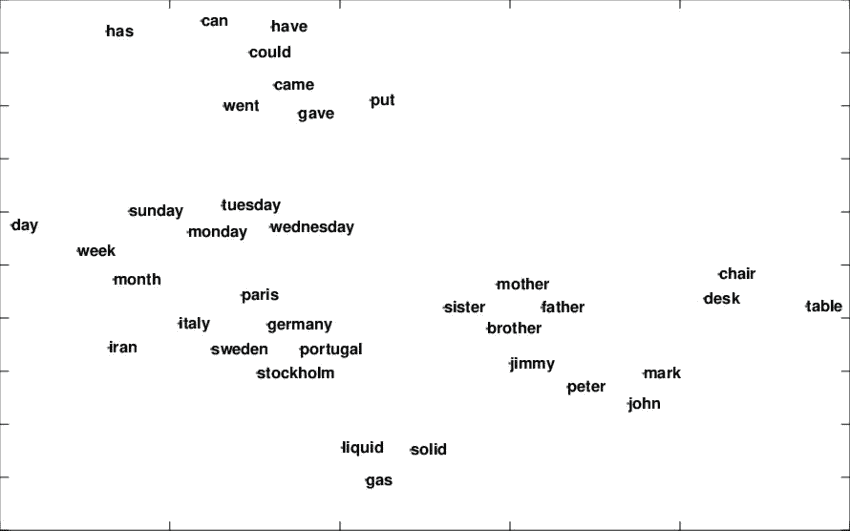 can
has
have
could
came
put
went
gave
tuesday
sunday
day
wednesday
monday
week
chair
month
mother
paris
desk
sister
father
table
italy
germany
brother
iran
sweden
portugal
jimmy
stockholm
mark
peter
john
liquid
solid
gas